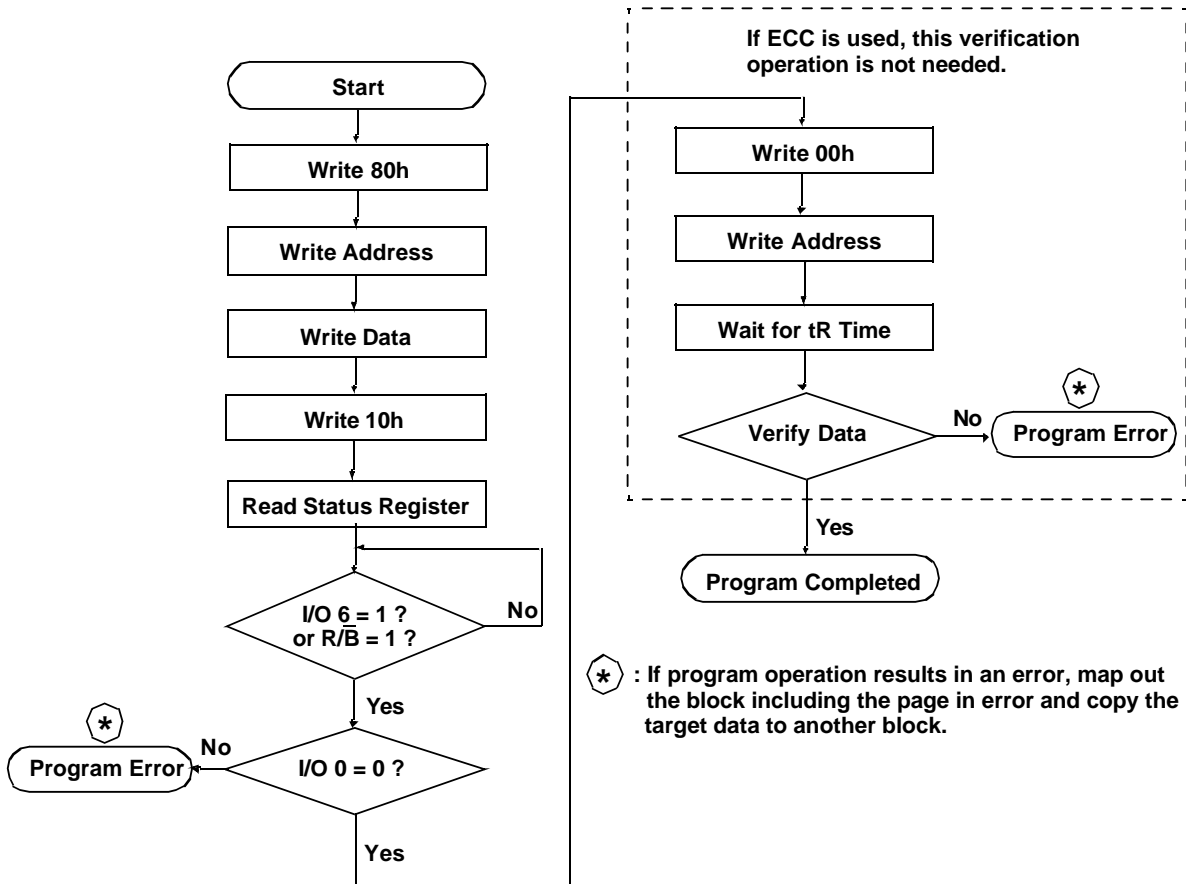 Start
Write 80h
Write Address
Write Data
Write 10h
Read Status Register
I/O 6 = 1 ?
or R/B̅ = 1 ?
No
Yes
I/O 0 = 0 ?
No
*
Program Error
Yes
If ECC is used, this verification
operation is not needed.
Write 00h
Write Address
Wait for tR Time
Verify Data
No
*
Program Error
Yes
Program Completed
* : If program operation results in an error, map out
the block including the page in error and copy the
target data to another block.